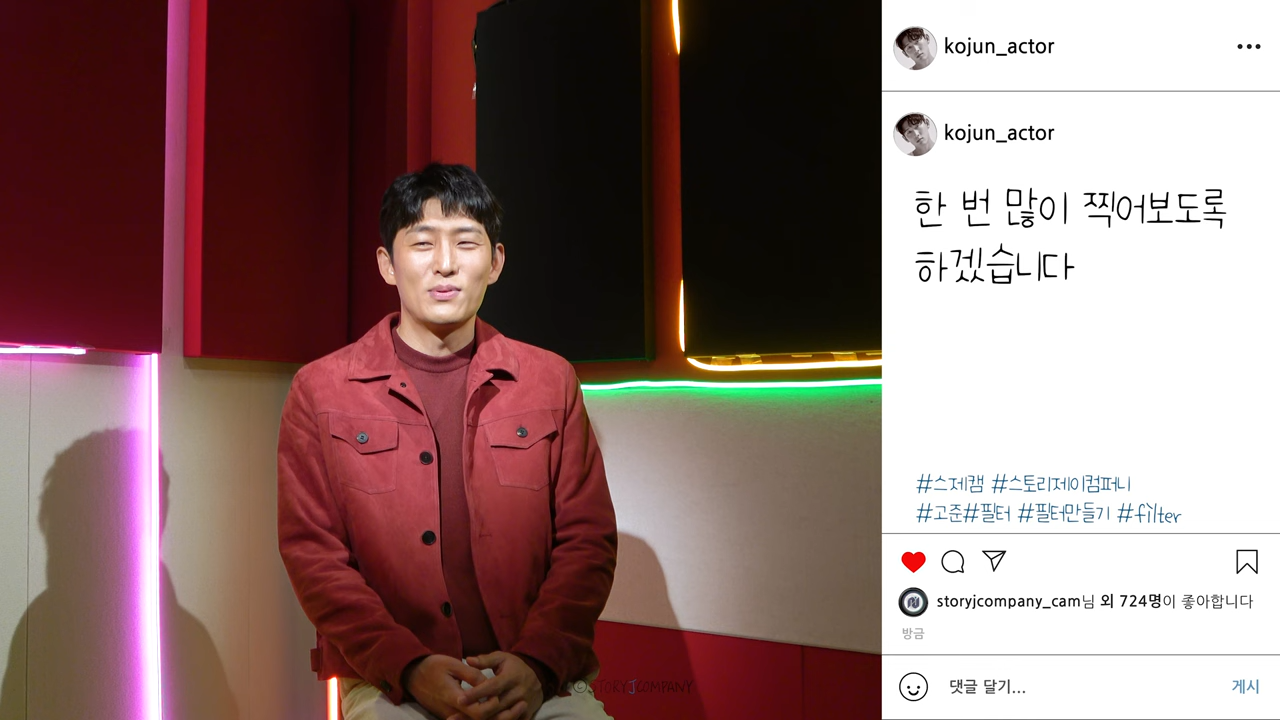 kojun_actor
kojun_actor
한 번 많이 찍어보도록
하겠습니다
#스제캠 #스토리제이컴퍼니
#고준#필터 #필터만들기 #filter
storyjcompany_cam님 외 724명이 좋아합니다
방금
댓글 달기...
게시
©STORYJCOMPANY